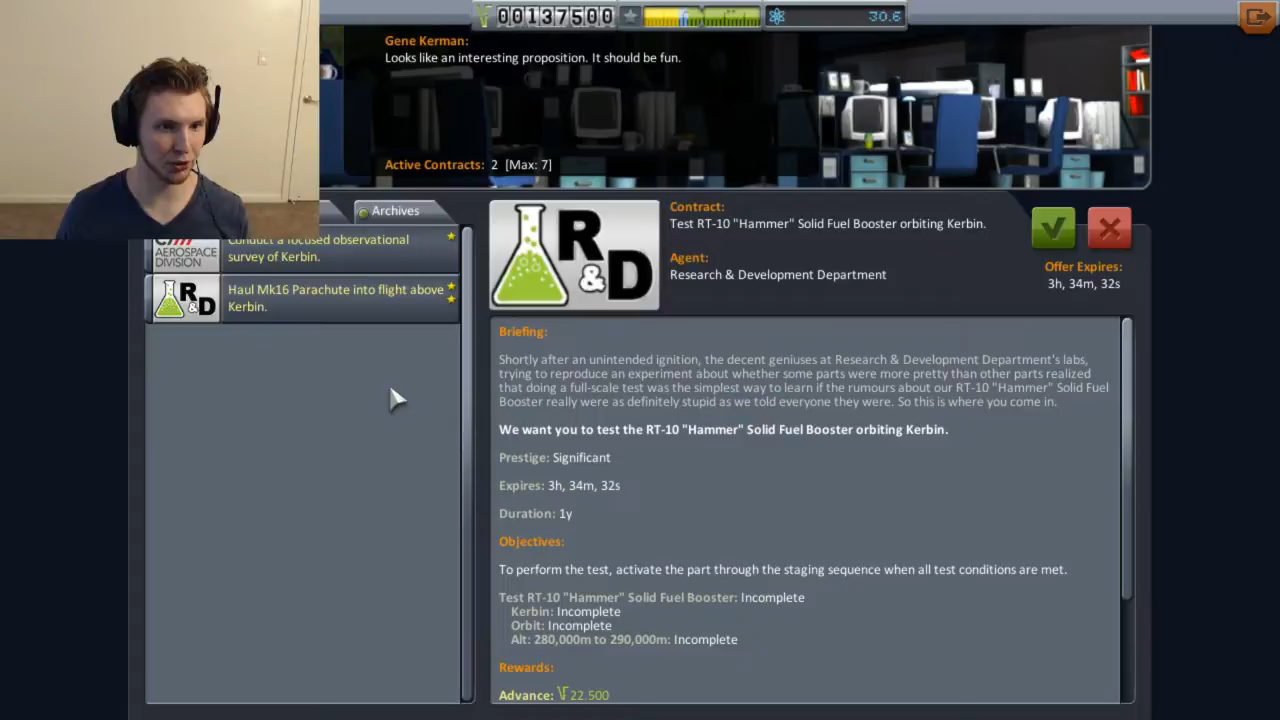 00137500
30.6
Gene Kerman:
Looks like an interesting proposition. It should be fun.
Active Contracts: 2 [Max: 7]
Archives
Conduct a focused observational
survey of Kerbin.
AEROSPACE
DIVISION
Haul Mk16 Parachute into flight above
Kerbin.
R&D
R&D
Contract:
Test RT-10 "Hammer" Solid Fuel Booster orbiting Kerbin.
Agent:
Research & Development Department
Offer Expires:
3h, 34m, 32s
Briefing:
Shortly after an unintended ignition, the decent geniuses at Research & Development Department's labs,
trying to reproduce an experiment about whether some parts were more pretty than other parts realized
that doing a full-scale test was the simplest way to learn if the rumours about our RT-10 "Hammer" Solid Fuel
Booster really were as definitely stupid as we told everyone they were. So this is where you come in.
We want you to test the RT-10 "Hammer" Solid Fuel Booster orbiting Kerbin.
Prestige: Significant
Expires: 3h, 34m, 32s
Duration: 1y
Objectives:
To perform the test, activate the part through the staging sequence when all test conditions are met.
Test RT-10 "Hammer" Solid Fuel Booster: Incomplete
Kerbin: Incomplete
Orbit: Incomplete
Alt: 280,000m to 290,000m: Incomplete
Rewards:
Advance: 22,500